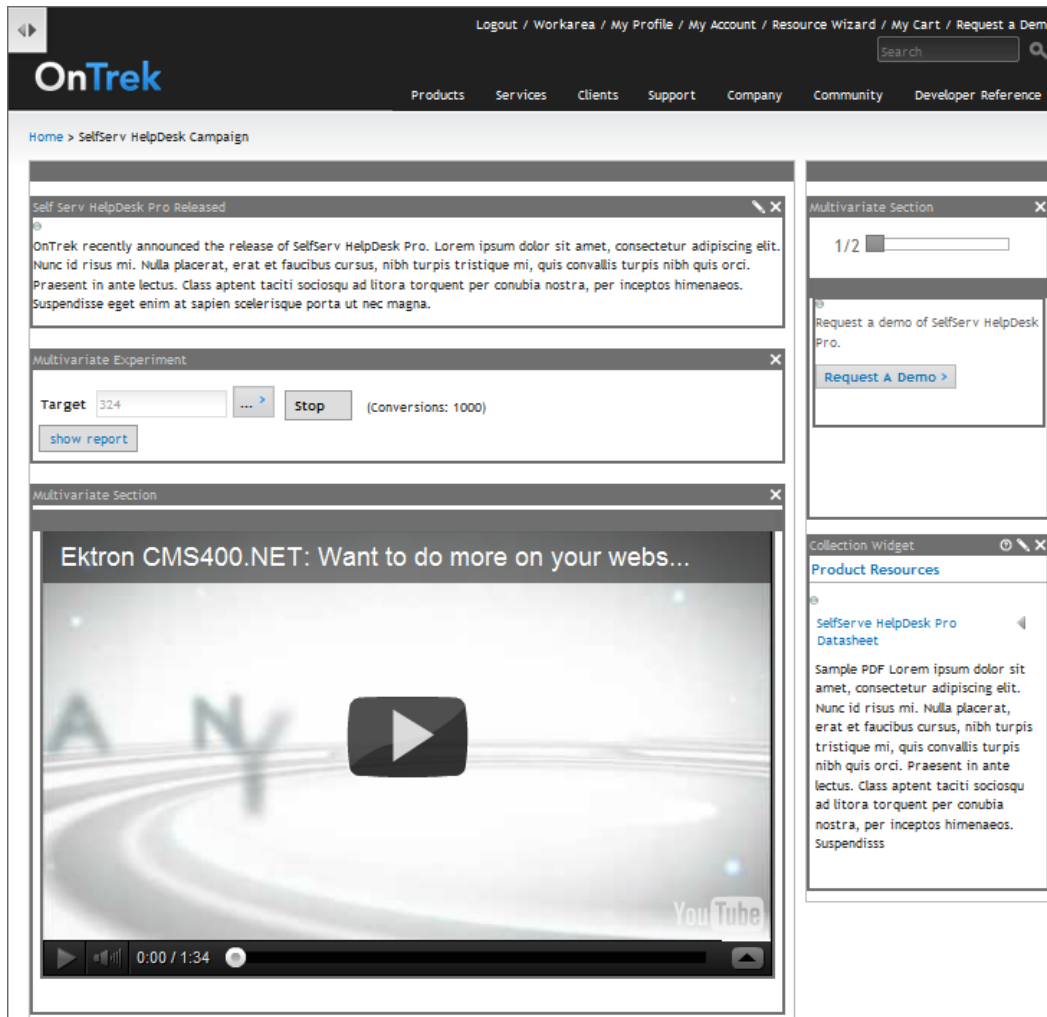 Logout / Workarea / My Profile / My Account / Resource Wizard / My Cart / Request a Dem
Search
OnTrek
Products Services Clients Support Company Community Developer Reference
Home > SelfServ HelpDesk Campaign
Self Serv HelpDesk Pro Released
OnTrek recently announced the release of SelfServ HelpDesk Pro. Lorem ipsum dolor sit amet, consectetur adipiscing elit.
Nunc id risus mi. Nulla placerat, erat et faucibus cursus, nibh turpis tristique mi, quis convallis turpis nibh quis orci.
Praesent in ante lectus. Class aptent taciti sociosqu ad litora torquent per conubia nostra, per inceptos himenaeos.
Suspendisse eget enim at sapien scelerisque porta ut nec magna.
Multivariate Experiment
Target 324 ... > Stop (Conversions: 1000)
show report
Multivariate Section
Ektron CMS400.NET: Want to do more on your webs...
A NY
YouTube
0:00 / 1:34
Multivariate Section
1/2
Request a demo of SelfServ HelpDesk
Pro.
Request A Demo >
Collection Widget
Product Resources
SelfServe HelpDesk Pro
Datasheet
Sample PDF Lorem ipsum dolor sit
amet, consectetur adipiscing elit.
Nunc id risus mi. Nulla placerat,
erat et faucibus cursus, nibh turpis
tristique mi, quis convallis turpis
nibh quis orci. Praesent in ante
lectus. Class aptent taciti sociosqu
ad litora torquent per conubia
nostra, per inceptos himenaeos.
Suspendisss